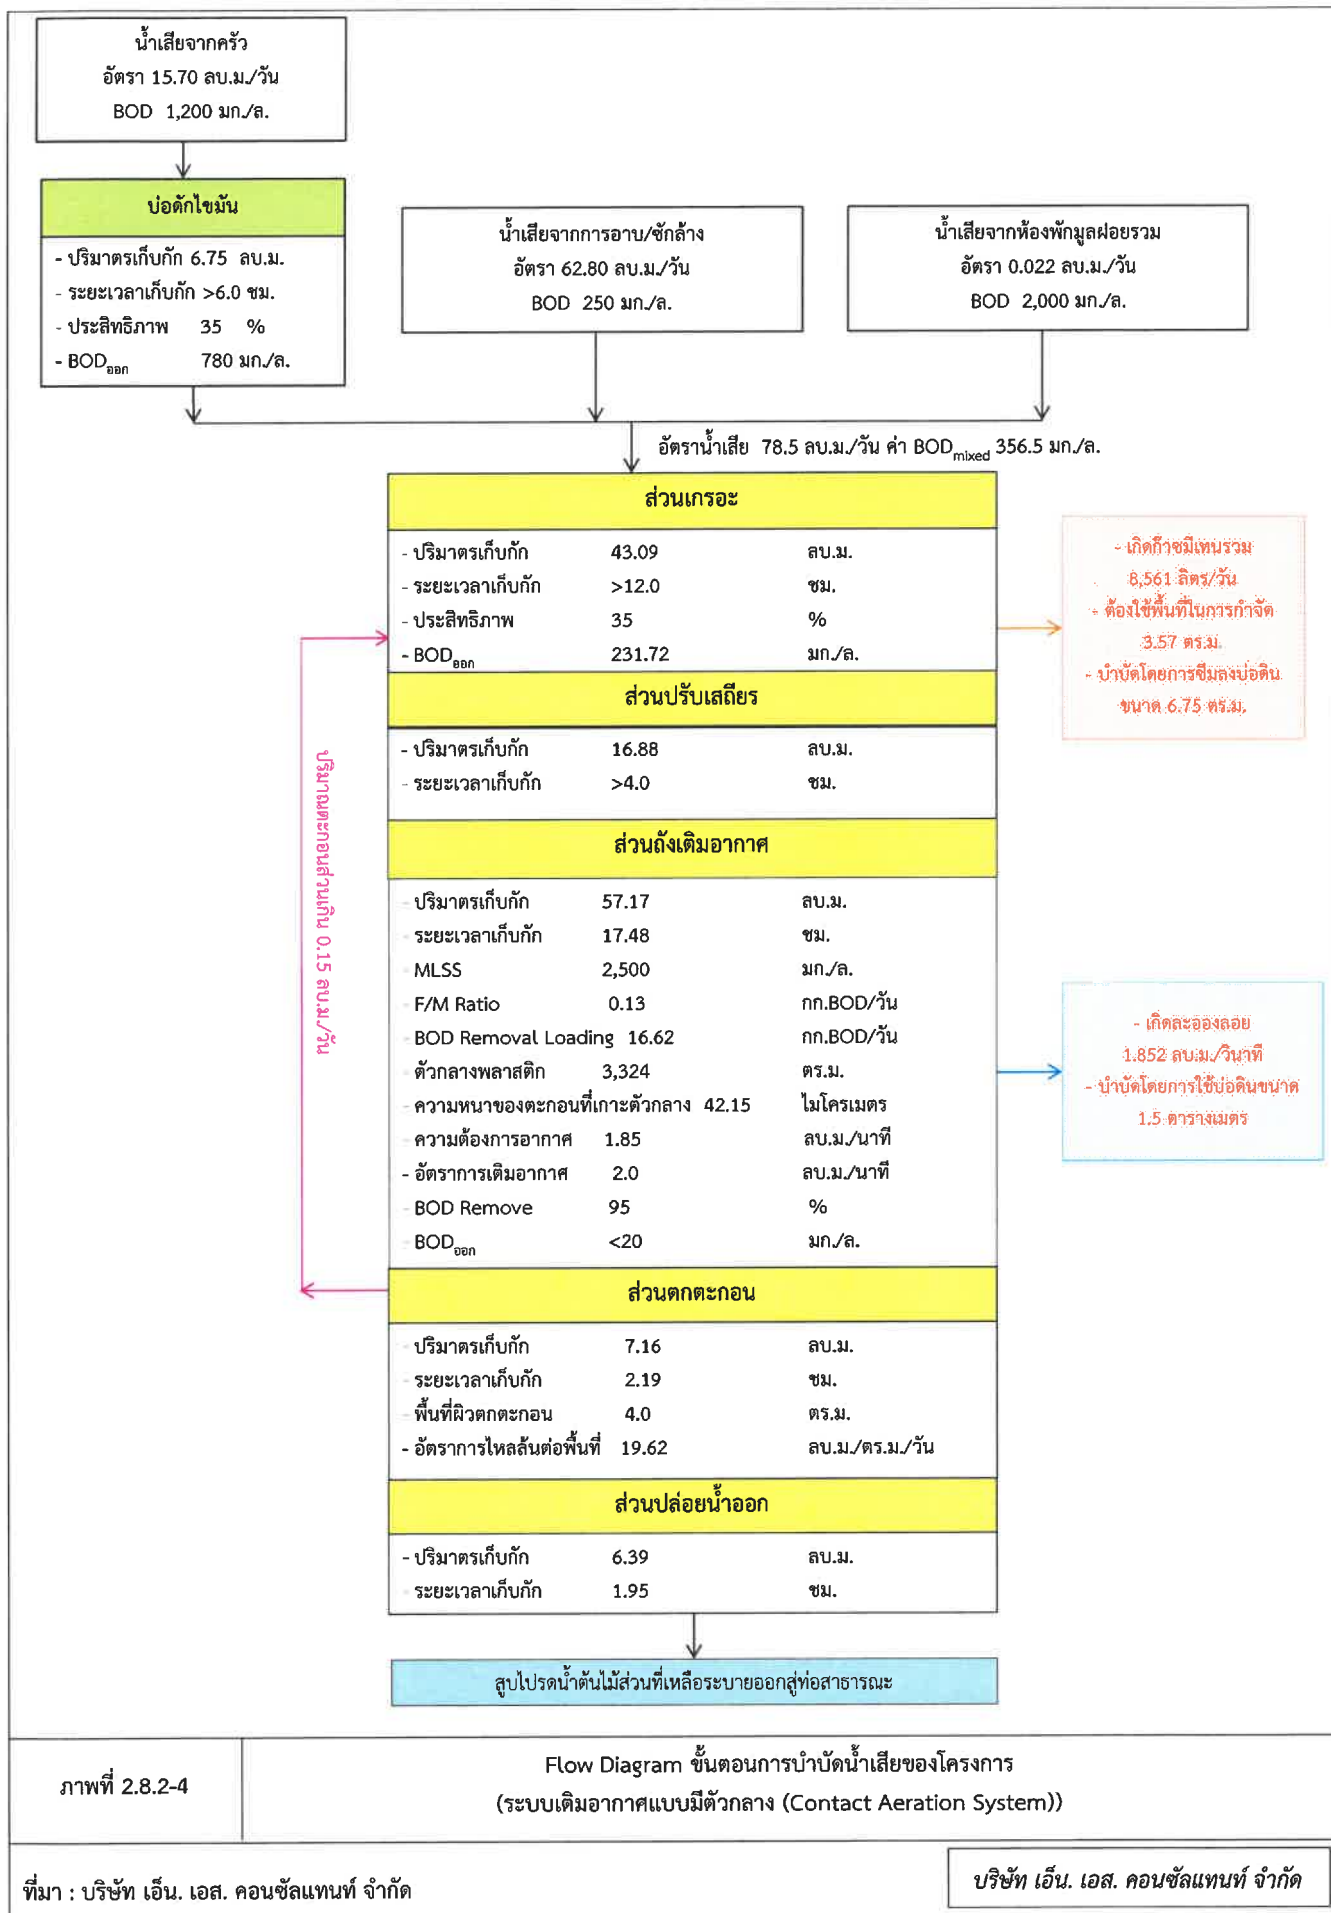 น้ำเสียจากครัว
อัตรา 15.70 ลบ.ม./วัน
BOD 1,200 มก./ล.
บ่อดักไขมัน
- ปริมาตรเก็บกัก 6.75 ลบ.ม.
- ระยะเวลาเก็บกัก >6.0 ชม.
- ประสิทธิภาพ 35 %
- BODออก 780 มก./ล.
น้ำเสียจากการอาบ/ซักล้าง
อัตรา 62.80 ลบ.ม./วัน
BOD 250 มก./ล.
น้ำเสียจากห้องพักมูลฝอยรวม
อัตรา 0.022 ลบ.ม./วัน
BOD 2,000 มก./ล.
อัตราน้ำเสีย 78.5 ลบ.ม./วัน ค่า BODmixed 356.5 มก./ล.
ส่วนเกรอะ
- ปริมาตรเก็บกัก 43.09 ลบ.ม.
- ระยะเวลาเก็บกัก >12.0 ชม.
- ประสิทธิภาพ 35 %
- BODออก 231.72 มก./ล.
- เกิดก๊าซมีเทนรวม
8,561 ลิตร/วัน
- ต้องใช้พื้นที่ในการกำจัด
3.57 ตร.ม.
- บำบัดโดยการซึมลงบ่อดิน
ขนาด 6.75 ตร.ม.
ส่วนปรับเสถียร
- ปริมาตรเก็บกัก 16.88 ลบ.ม.
- ระยะเวลาเก็บกัก >4.0 ชม.
ปริมาณตะกอนส่วนเกิน 0.15 ลบ.ม./วัน
ส่วนถังเติมอากาศ
- ปริมาตรเก็บกัก 57.17 ลบ.ม.
- ระยะเวลาเก็บกัก 17.48 ชม.
- MLSS 2,500 มก./ล.
- F/M Ratio 0.13 กก.BOD/วัน
- BOD Removal Loading 16.62 กก.BOD/วัน
- ตัวกลางพลาสติก 3,324 ตร.ม.
- ความหนาของตะกอนที่เกาะตัวกลาง 42.15 ไมโครเมตร
- ความต้องการอากาศ 1.85 ลบ.ม./นาที
- อัตราการเติมอากาศ 2.0 ลบ.ม./นาที
- BOD Remove 95 %
- BODออก <20 มก./ล.
- เกิดละอองลอย
1.852 ลบ.ม./วินาที
- บำบัดโดยการใช้บ่อดินขนาด
1.5 ตารางเมตร
ส่วนตกตะกอน
- ปริมาตรเก็บกัก 7.16 ลบ.ม.
- ระยะเวลาเก็บกัก 2.19 ชม.
- พื้นที่ผิวตกตะกอน 4.0 ตร.ม.
- อัตราการไหลล้นต่อพื้นที่ 19.62 ลบ.ม./ตร.ม./วัน
ส่วนปล่อยน้ำออก
- ปริมาตรเก็บกัก 6.39 ลบ.ม.
- ระยะเวลาเก็บกัก 1.95 ชม.
สูบไปรดน้ำต้นไม้ส่วนที่เหลือระบายออกสู่ท่อสาธารณะ
ภาพที่ 2.8.2-4
Flow Diagram ขั้นตอนการบำบัดน้ำเสียของโครงการ
(ระบบเติมอากาศแบบมีตัวกลาง (Contact Aeration System))
ที่มา : บริษัท เอ็น. เอส. คอนซัลแทนท์ จำกัด
บริษัท เอ็น. เอส. คอนซัลแทนท์ จำกัด